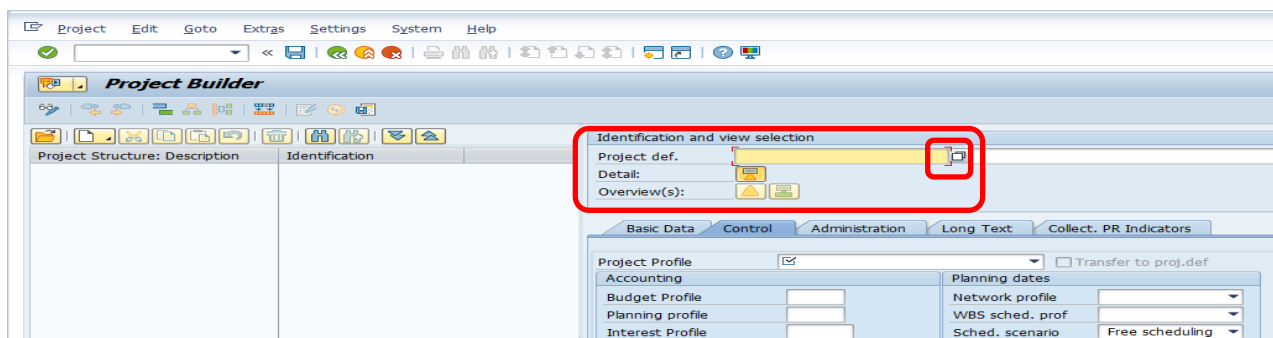 Project Edit Goto Extras Settings System Help
Project Builder
Identification and view selection
Project Structure: Description Identification
Project def.
Detail:
Overview(s):
Basic Data Control Administration Long Text Collect. PR Indicators
Project Profile Transfer to proj.def
Accounting Planning dates
Budget Profile Network profile
Planning profile WBS sched. prof
Interest Profile Sched. scenario Free scheduling